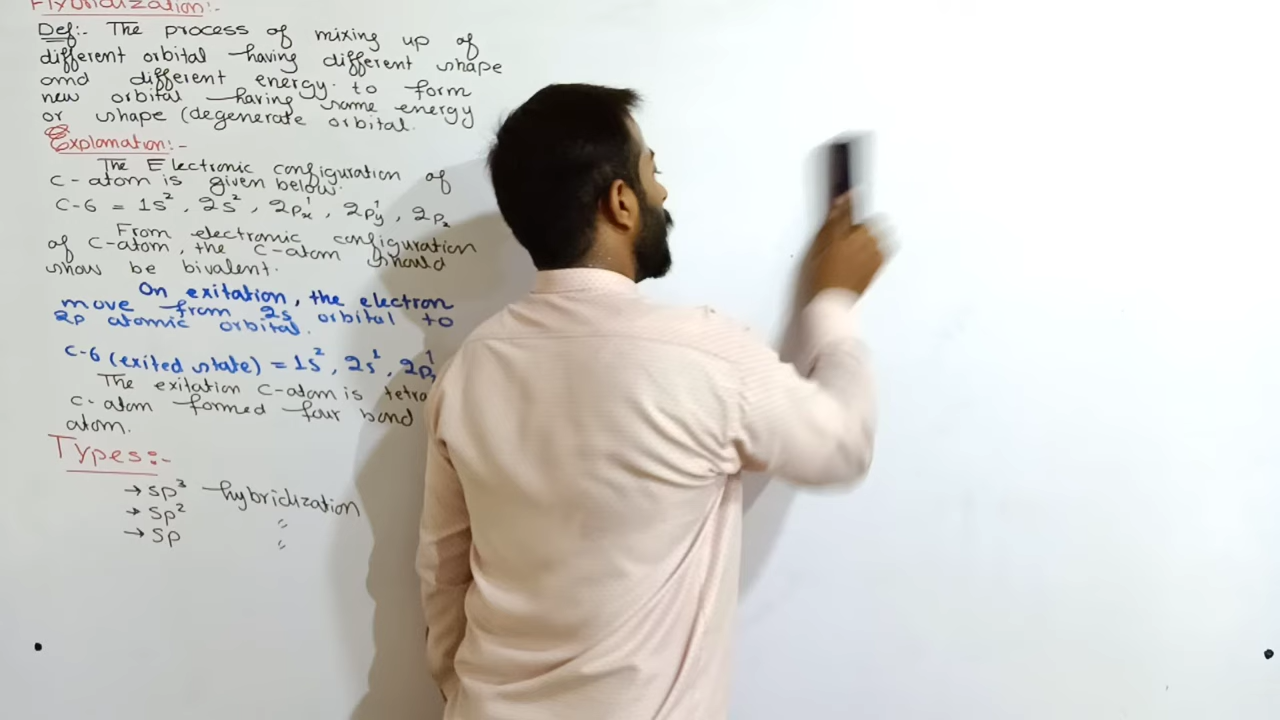 Hybridization:-
Def:- The process of mixing up of
different orbital having different shape
and different energy. to form
new orbital having same energy
or shape (degenerate orbital.
Explanation:-
The Electronic configuration of
C-atom is given below.
C-6 = 1s², 2s², 2px¹, 2py¹, 2pz
From electronic configuration
of C-atom, the C-atom should
show be bivalent.
On exitation, the electron
move from 2s orbital to
2p atomic orbital.
C-6 (exited state) = 1s², 2s¹, 2p¹
The exitation C-atom is tetra
C-atom formed four bond
atom.
Types:-
→ sp³ hybridization
→ sp² "
→ sp "